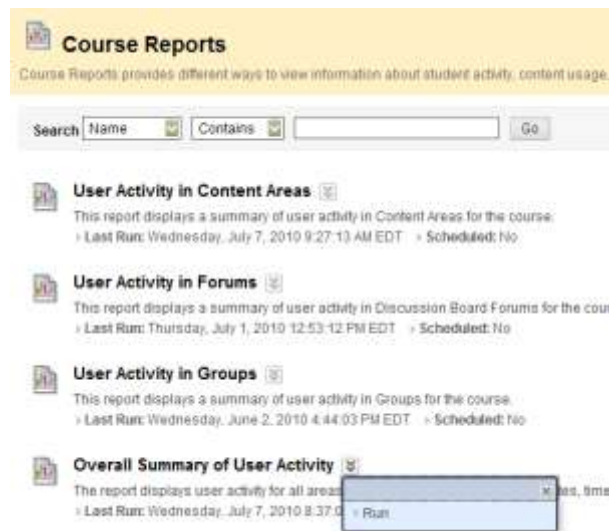 Course Reports
Course Reports provides different ways to view information about student activity, content usage,
Search Name Contains Go
User Activity in Content Areas
This report displays a summary of user activity in Content Areas for the course.
› Last Run: Wednesday, July 7, 2010 9:27:13 AM EDT › Scheduled: No
User Activity in Forums
This report displays a summary of user activity in Discussion Board Forums for the cour
› Last Run: Thursday, July 1, 2010 12:53:12 PM EDT › Scheduled: No
User Activity in Groups
This report displays a summary of user activity in Groups for the course.
› Last Run: Wednesday, June 2, 2010 4:44:03 PM EDT › Scheduled: No
Overall Summary of User Activity
The report displays user activity for all areas tes, time
› Last Run: Wednesday, July 7, 2010 8:37:0
› Run